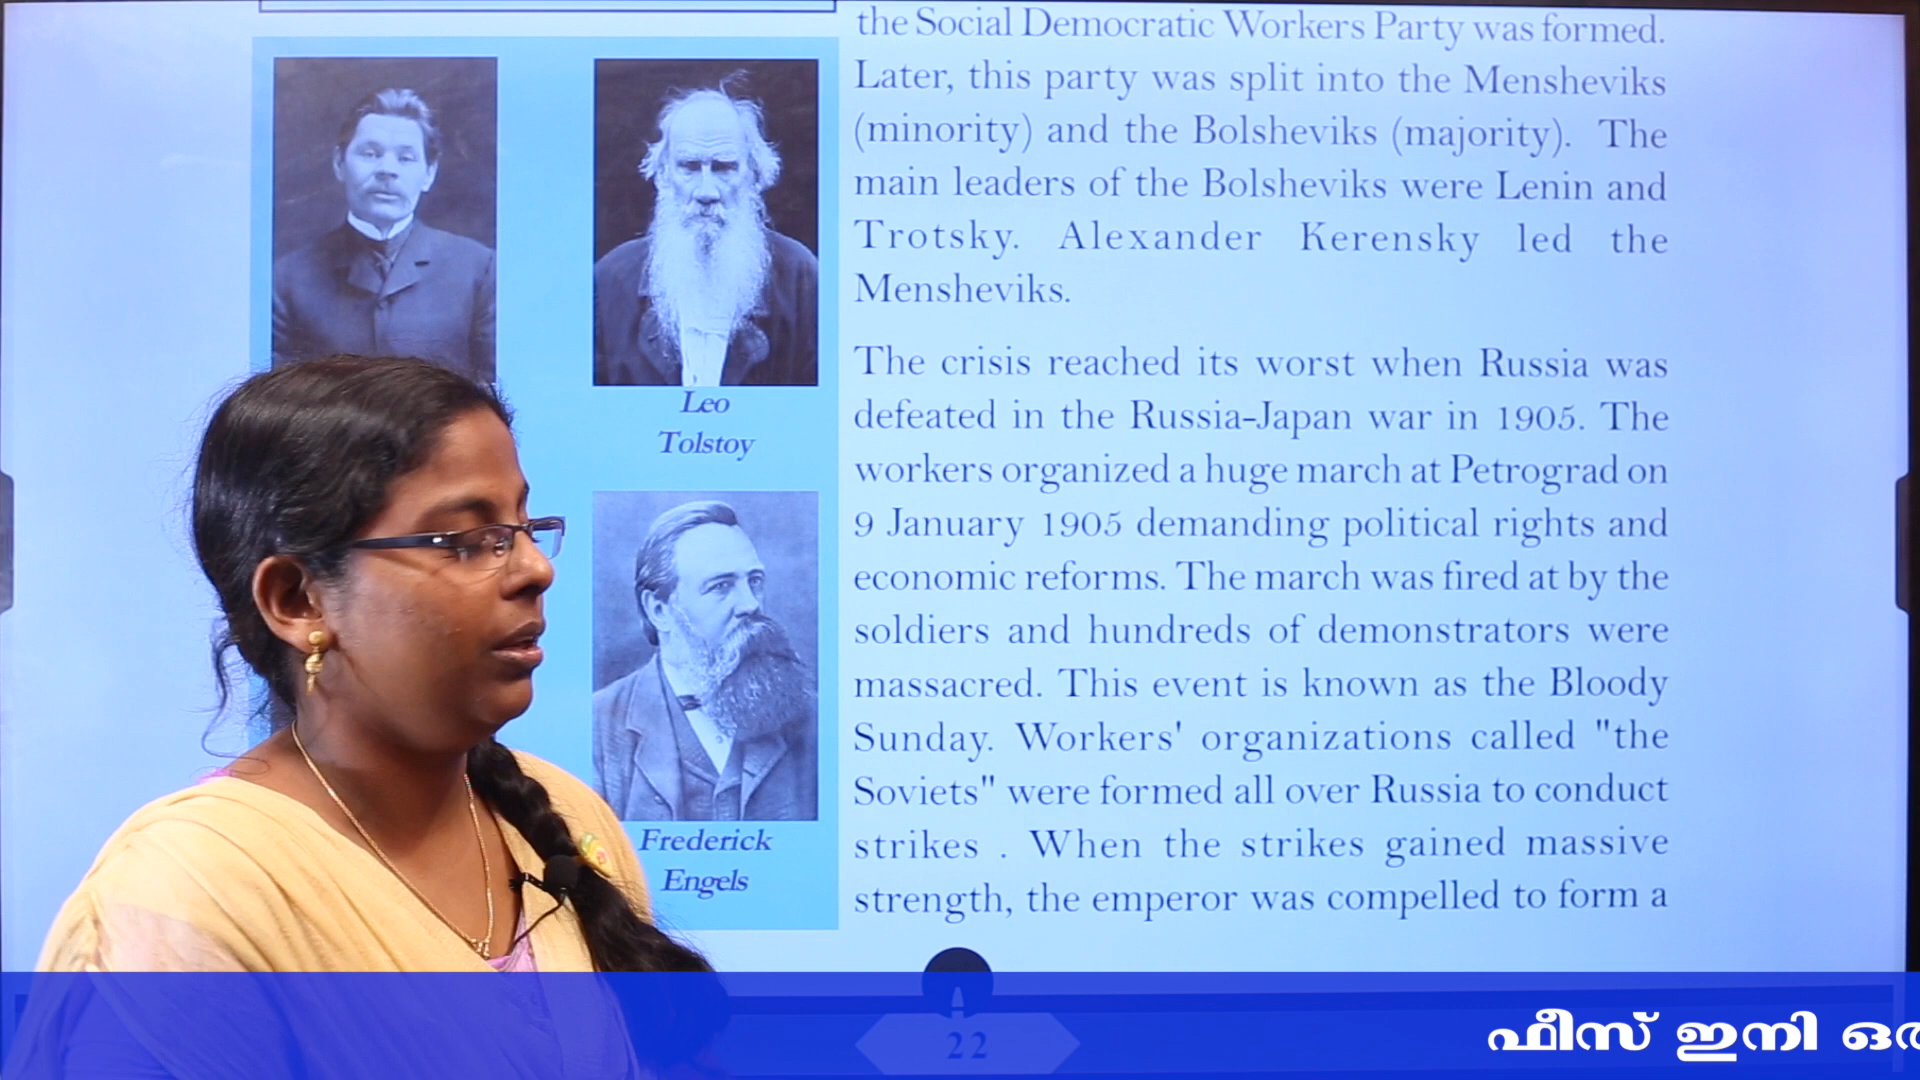 Leo
Tolstoy
Frederick
Engels
the Social Democratic Workers Party was formed.
Later, this party was split into the Mensheviks
(minority) and the Bolsheviks (majority). The
main leaders of the Bolsheviks were Lenin and
Trotsky. Alexander Kerensky led the
Mensheviks.
The crisis reached its worst when Russia was
defeated in the Russia-Japan war in 1905. The
workers organized a huge march at Petrograd on
9 January 1905 demanding political rights and
economic reforms. The march was fired at by the
soldiers and hundreds of demonstrators were
massacred. This event is known as the Bloody
Sunday. Workers' organizations called "the
Soviets" were formed all over Russia to conduct
strikes . When the strikes gained massive
strength, the emperor was compelled to form a
22
ഫീസ് ഇനി